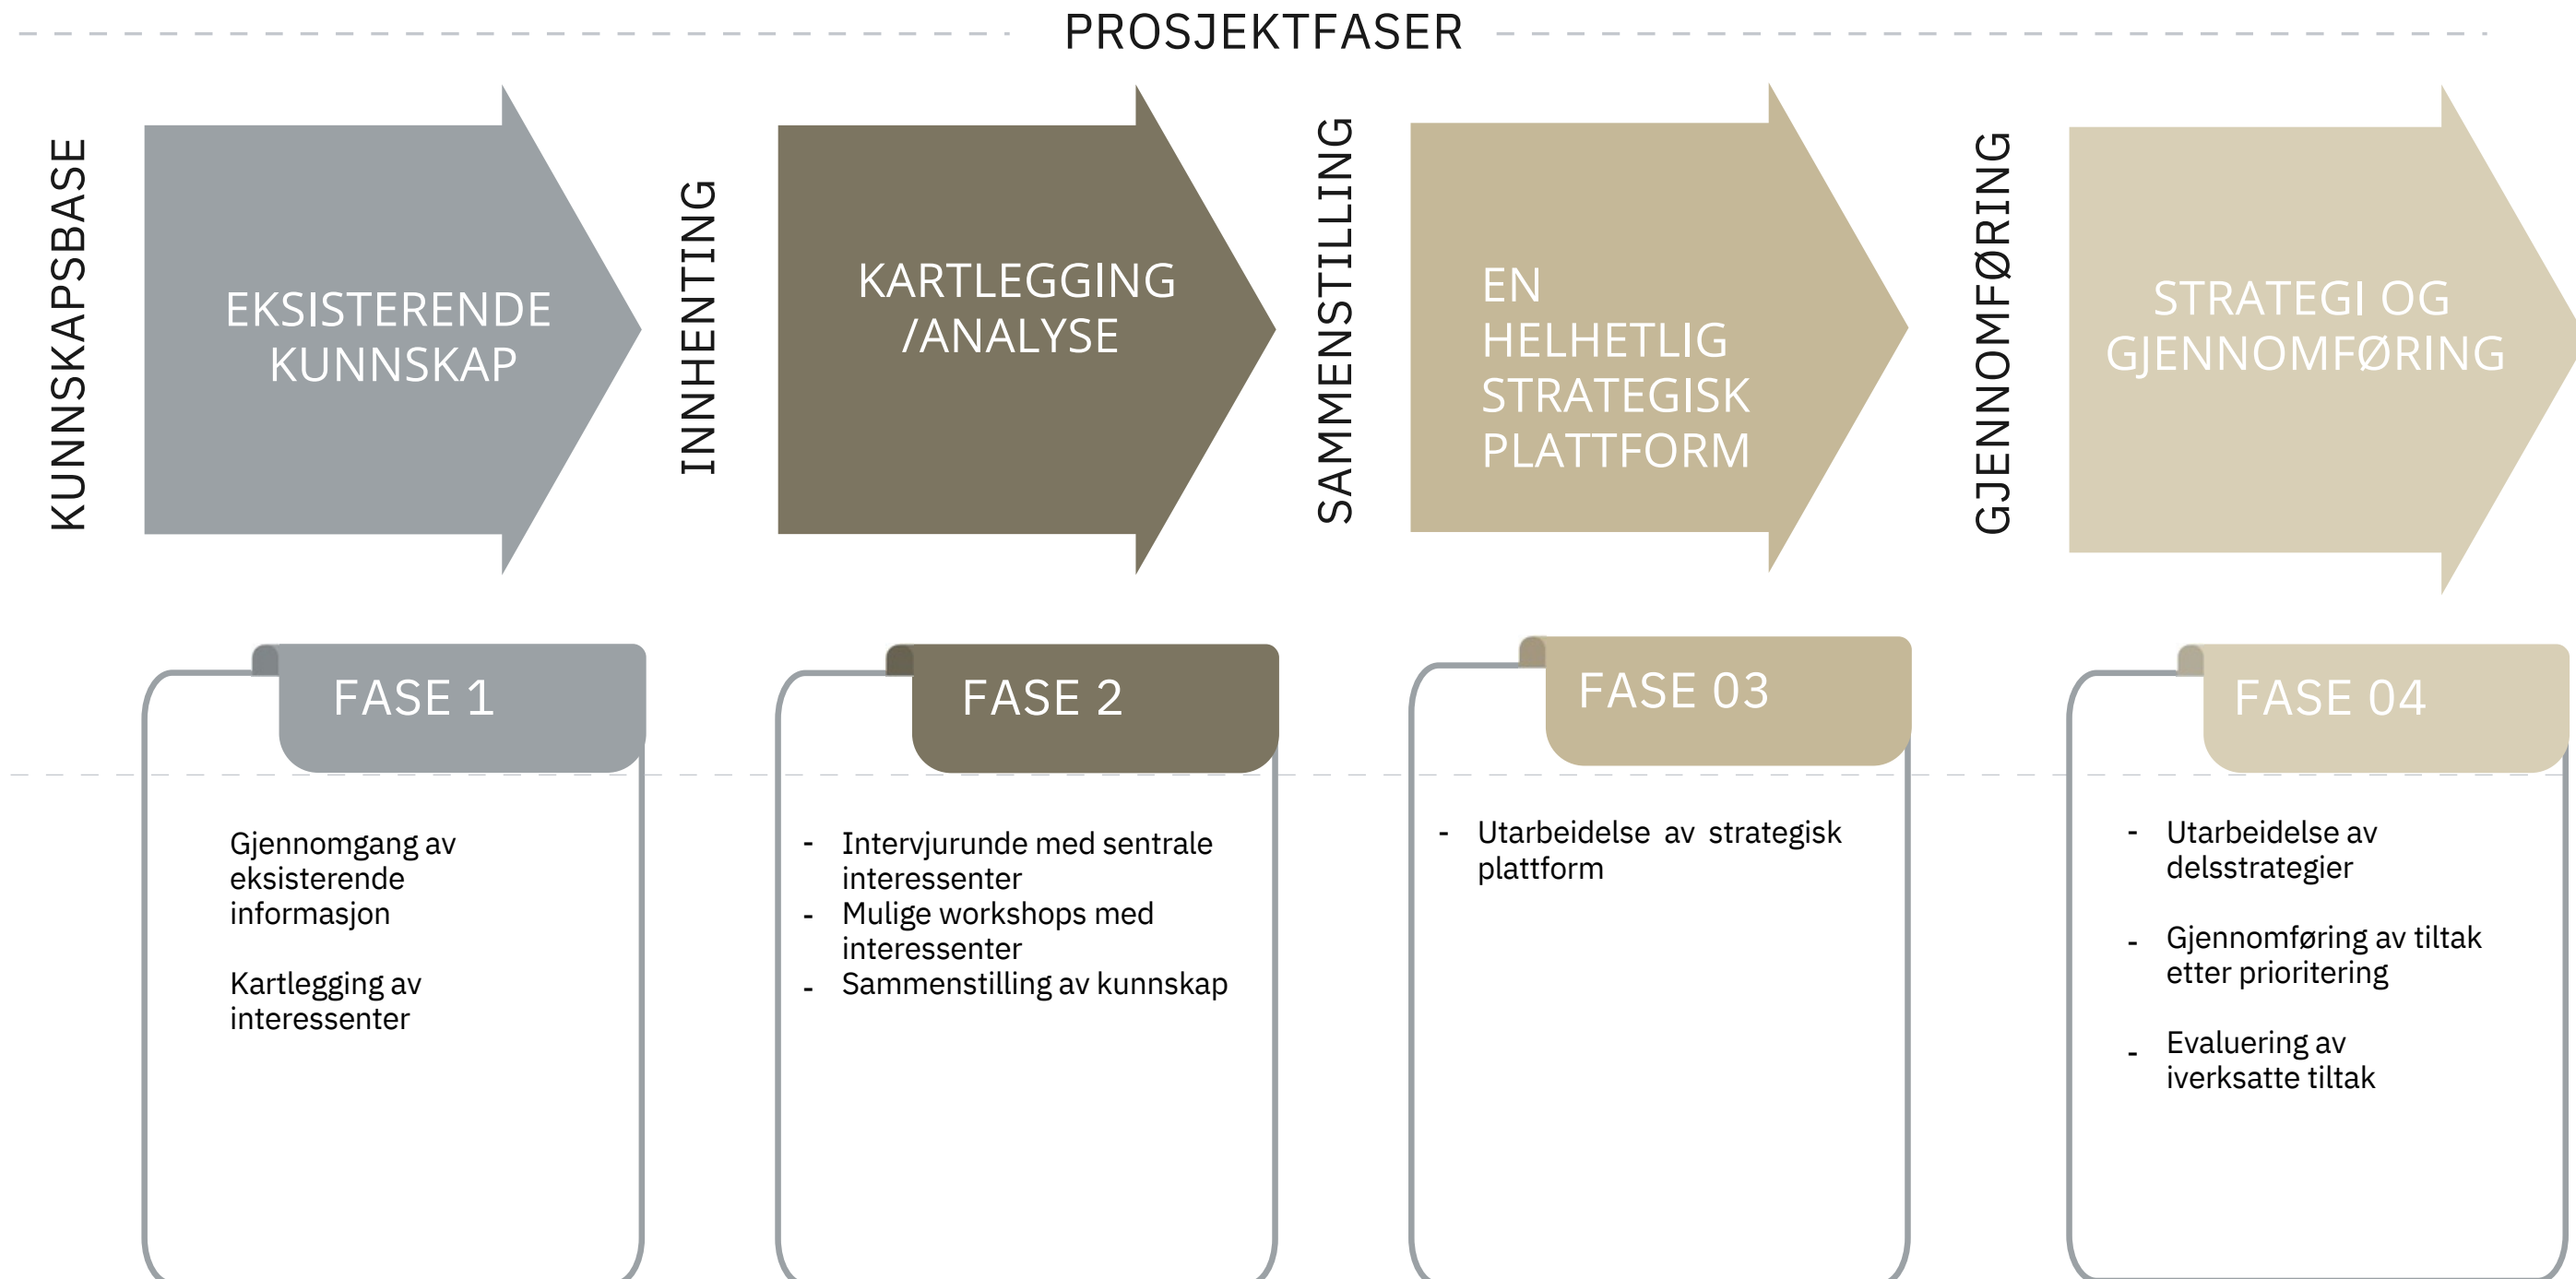 PROSJEKTFASER
KUNNSKAPSBASE
EKSISTERENDE
KUNNSKAP
INNHENTING
KARTLEGGING
/ANALYSE
SAMMENSTILLING
EN
HELHETLIG
STRATEGISK
PLATTFORM
GJENNOMFØRING
STRATEGI OG
GJENNOMFØRING
FASE 1
Gjennomgang av
eksisterende
informasjon
Kartlegging av
interessenter
FASE 2
- Intervjurunde med sentrale
interessenter
- Mulige workshops med
interessenter
- Sammenstilling av kunnskap
FASE 03
- Utarbeidelse av strategisk
plattform
FASE 04
- Utarbeidelse av
delsstrategier
- Gjennomføring av tiltak
etter prioritering
- Evaluering av
iverksatte tiltak